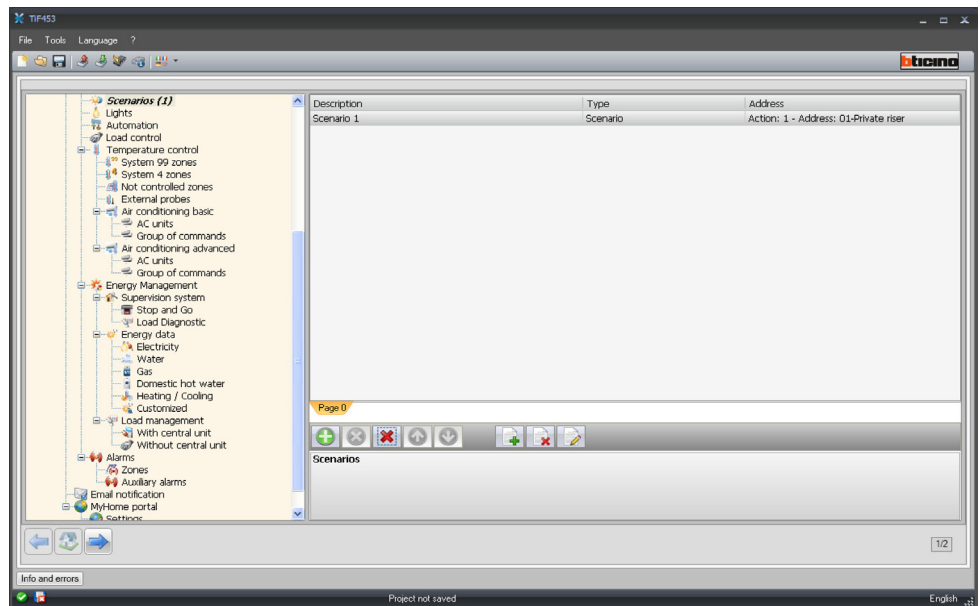 TiF453
File Tools Language ?
bticino
Scenarios (1)
Lights
Automation
Load control
Temperature control
System 99 zones
System 4 zones
Not controlled zones
External probes
Air conditioning basic
AC units
Group of commands
Air conditioning advanced
AC units
Group of commands
Energy Management
Supervision system
Stop and Go
Load Diagnostic
Energy data
Electricity
Water
Gas
Domestic hot water
Heating / Cooling
Customized
Load management
With central unit
Without central unit
Alarms
Zones
Auxiliary alarms
Email notification
MyHome portal
Settings
Description Type Address
Scenario 1 Scenario Action: 1 - Address: 01-Private riser
Page 0
Scenarios
1/2
Info and errors
Project not saved
English